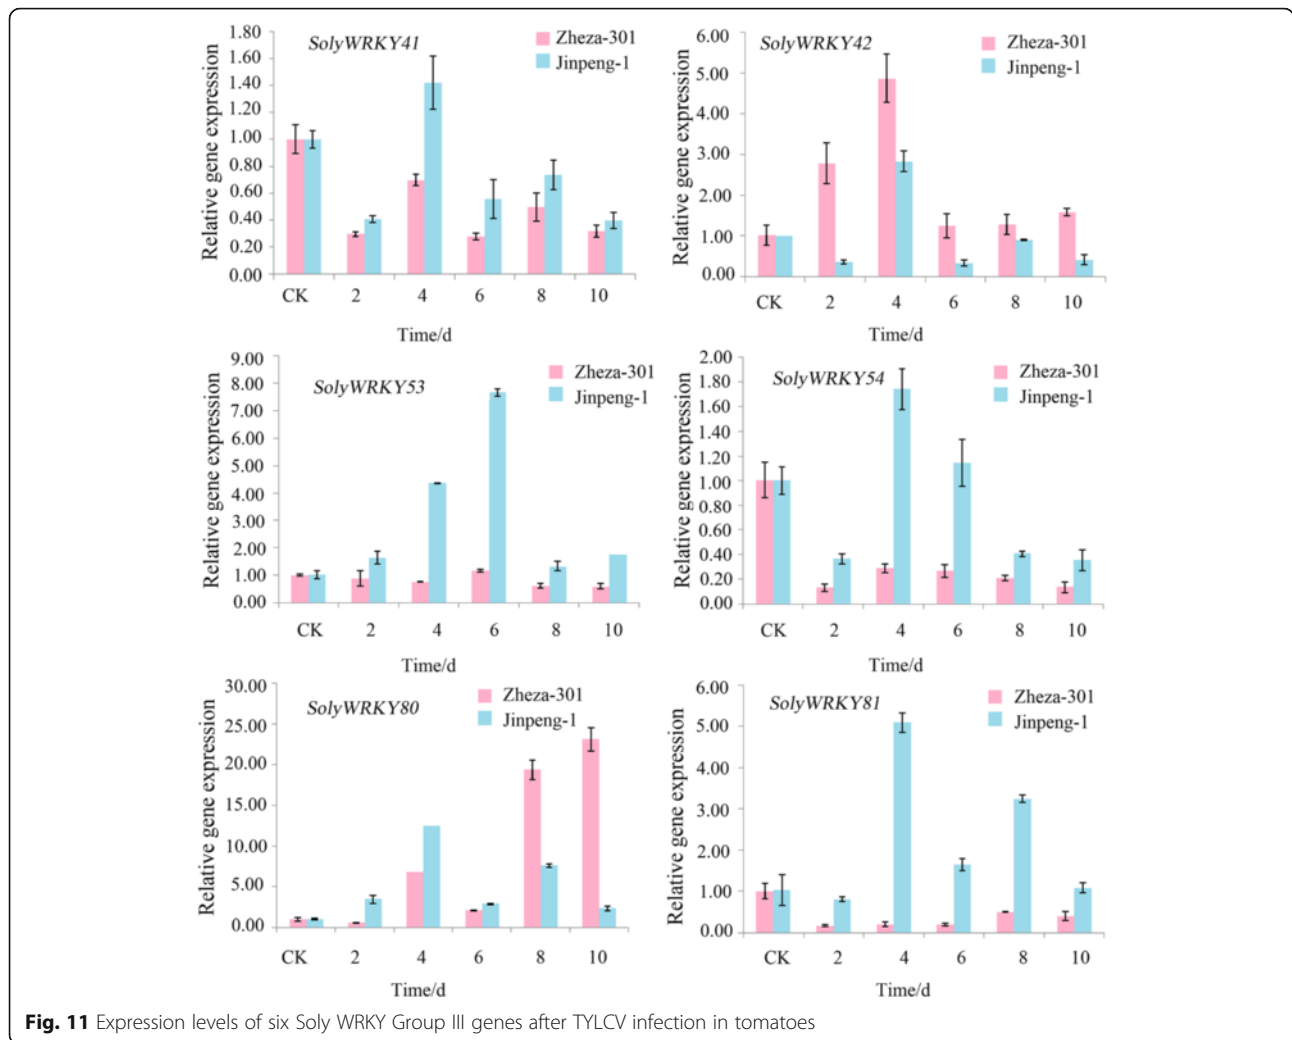 SolyWRKY41
Zheza-301
Jinpeng-1
Relative gene expression
1.80
1.60
1.40
1.20
1.00
0.80
0.60
0.40
0.20
0.00
CK 2 4 6 8 10
Time/d
SolyWRKY42
Zheza-301
Jinpeng-1
Relative gene expression
6.00
5.00
4.00
3.00
2.00
1.00
0.00
CK 2 4 6 8 10
Time/d
SolyWRKY53
Zheza-301
Jinpeng-1
Relative gene expression
9.00
8.00
7.00
6.00
5.00
4.00
3.00
2.00
1.00
0.00
CK 2 4 6 8 10
Time/d
SolyWRKY54
Zheza-301
Jinpeng-1
Relative gene expression
2.00
1.80
1.60
1.40
1.20
1.00
0.80
0.60
0.40
0.20
0.00
CK 2 4 6 8 10
Time/d
SolyWRKY80
Zheza-301
Jinpeng-1
Relative gene expression
30.00
25.00
20.00
15.00
10.00
5.00
0.00
CK 2 4 6 8 10
Time/d
SolyWRKY81
Zheza-301
Jinpeng-1
Relative gene expression
6.00
5.00
4.00
3.00
2.00
1.00
0.00
CK 2 4 6 8 10
Time/d
Fig. 11 Expression levels of six Soly WRKY Group III genes after TYLCV infection in tomatoes